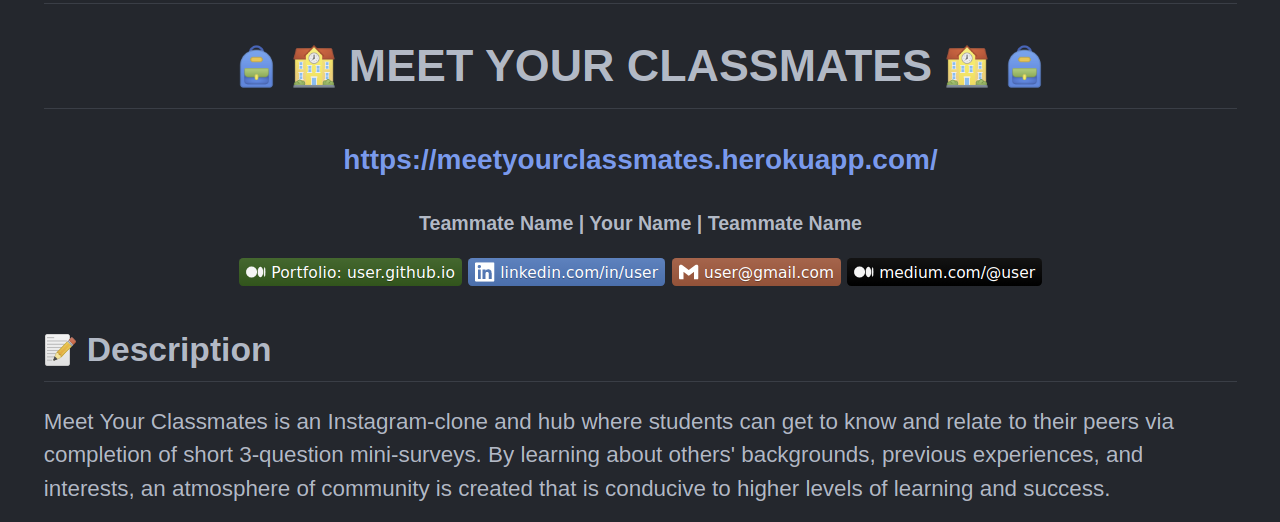 MEET YOUR CLASSMATES
https://meetyourclassmates.herokuapp.com/
Teammate Name | Your Name | Teammate Name
Portfolio: user.github.io linkedin.com/in/user user@gmail.com medium.com/@user
Description
Meet Your Classmates is an Instagram-clone and hub where students can get to know and relate to their peers via
completion of short 3-question mini-surveys. By learning about others' backgrounds, previous experiences, and
interests, an atmosphere of community is created that is conducive to higher levels of learning and success.